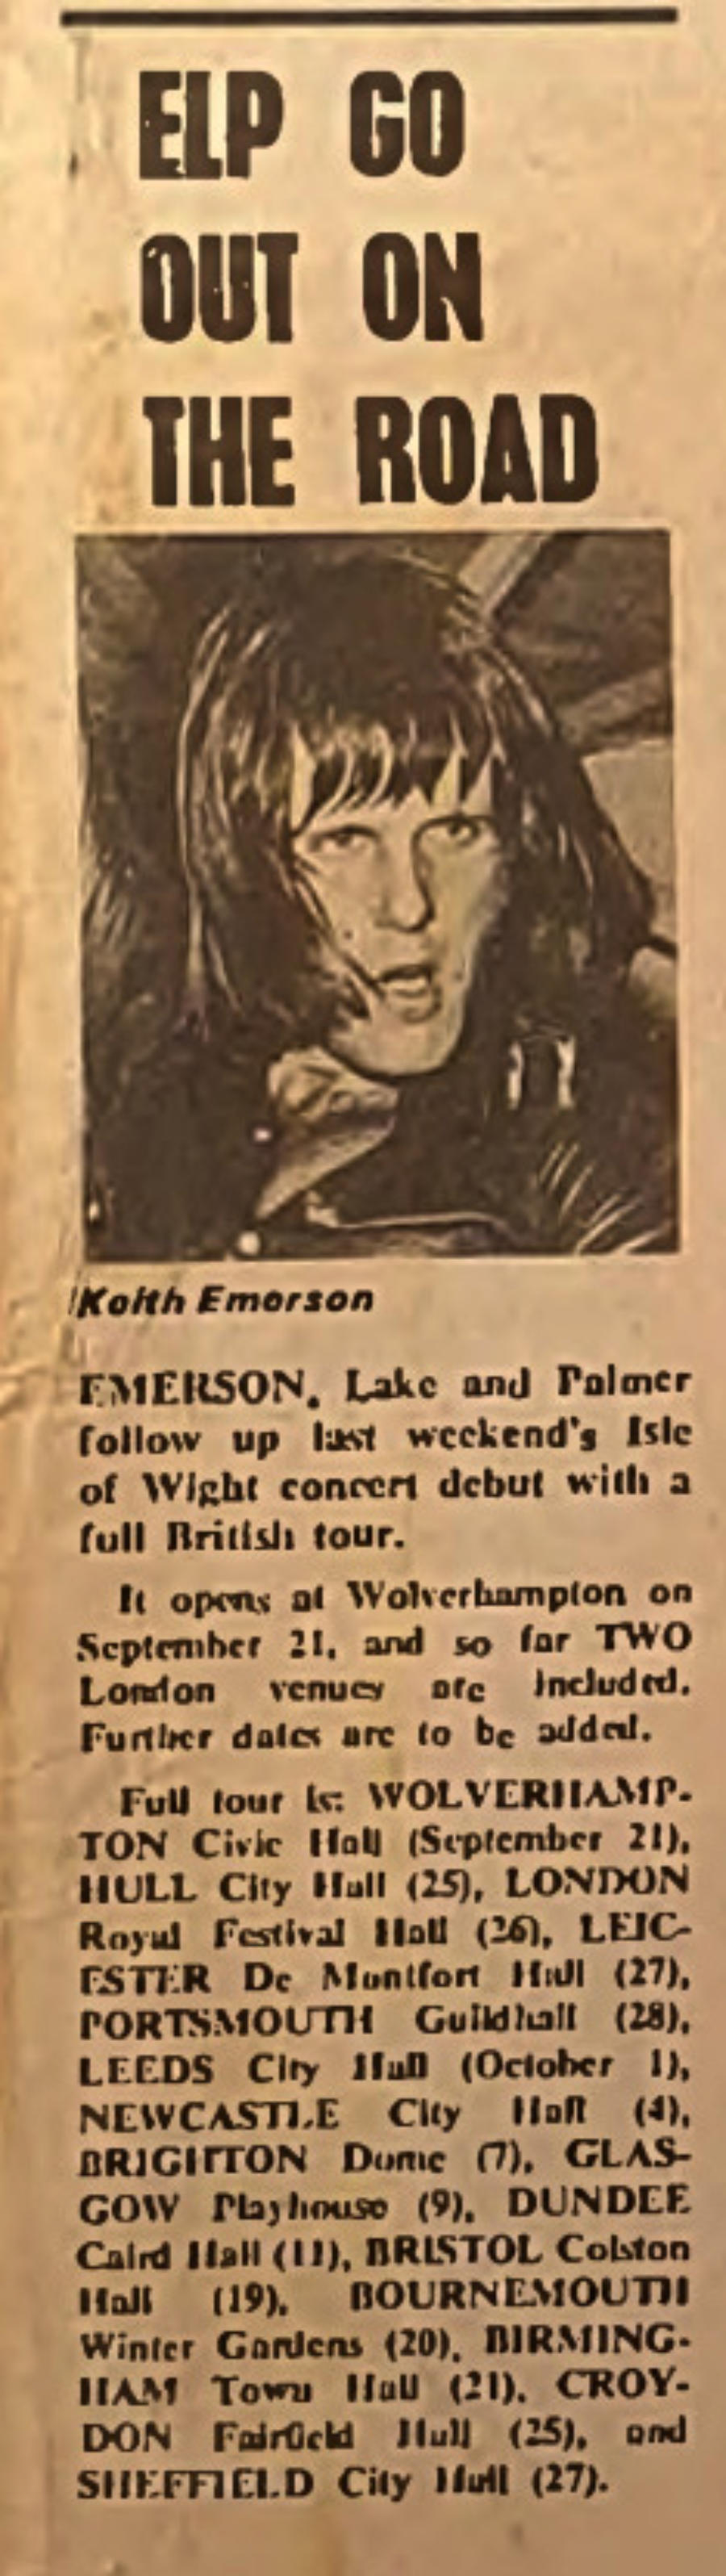 ELP GO
OUT ON
THE ROAD
Keith Emerson
EMERSON, Lake and Palmer
follow up last weekend's Isle
of Wight concert debut with a
full British tour.
It opens at Wolverhampton on
September 21, and so far TWO
London venues are included.
Further dates are to be added.
Full tour is: WOLVERHAMP-
TON Civic Hall (September 21),
HULL City Hall (25), LONDON
Royal Festival Hall (26), LEIC-
ESTER De Montfort Hall (27),
PORTSMOUTH Guildhall (28),
LEEDS City Hall (October 1),
NEWCASTLE City Hall (4),
BRIGHTON Dome (7), GLAS-
GOW Playhouse (9), DUNDEE
Caird Hall (11), BRISTOL Colston
Hall (19), BOURNEMOUTH
Winter Gardens (20), BIRMING-
HAM Town Hall (21), CROY-
DON Fairfield Hall (25), and
SHEFFIELD City Hall (27).